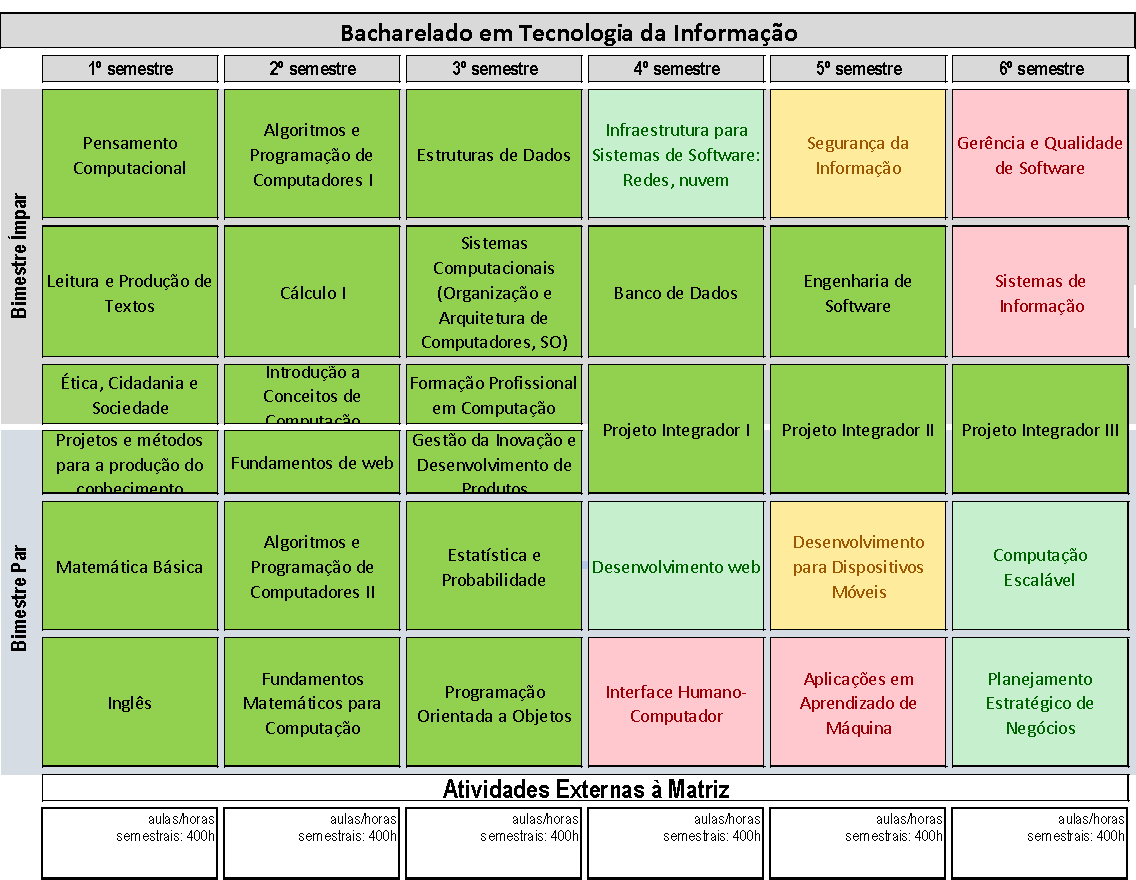 Bacharelado em Tecnologia da Informação
1º semestre
2º semestre
3º semestre
4º semestre
5º semestre
6º semestre
Bimestre Ímpar
Pensamento
Computacional
Algoritmos e
Programação de
Computadores I
Estruturas de Dados
Infraestrutura para
Sistemas de Software:
Redes, nuvem
Segurança da
Informação
Gerência e Qualidade
de Software
Leitura e Produção de
Textos
Cálculo I
Sistemas
Computacionais
(Organização e
Arquitetura de
Computadores, SO)
Banco de Dados
Engenharia de
Software
Sistemas de
Informação
Ética, Cidadania e
Sociedade
Introdução a
Conceitos de
Computação
Formação Profissional
em Computação
Projeto Integrador I
Projeto Integrador II
Projeto Integrador III
Bimestre Par
Projetos e métodos
para a produção do
conhecimento
Fundamentos de web
Gestão da Inovação e
Desenvolvimento de
Produtos
Matemática Básica
Algoritmos e
Programação de
Computadores II
Estatística e
Probabilidade
Desenvolvimento web
Desenvolvimento
para Dispositivos
Móveis
Computação
Escalável
Inglês
Fundamentos
Matemáticos para
Computação
Programação
Orientada a Objetos
Interface Humano-
Computador
Aplicações em
Aprendizado de
Máquina
Planejamento
Estratégico de
Negócios
Atividades Externas à Matriz
aulas/horas
semestrais: 400h
aulas/horas
semestrais: 400h
aulas/horas
semestrais: 400h
aulas/horas
semestrais: 400h
aulas/horas
semestrais: 400h
aulas/horas
semestrais: 400h